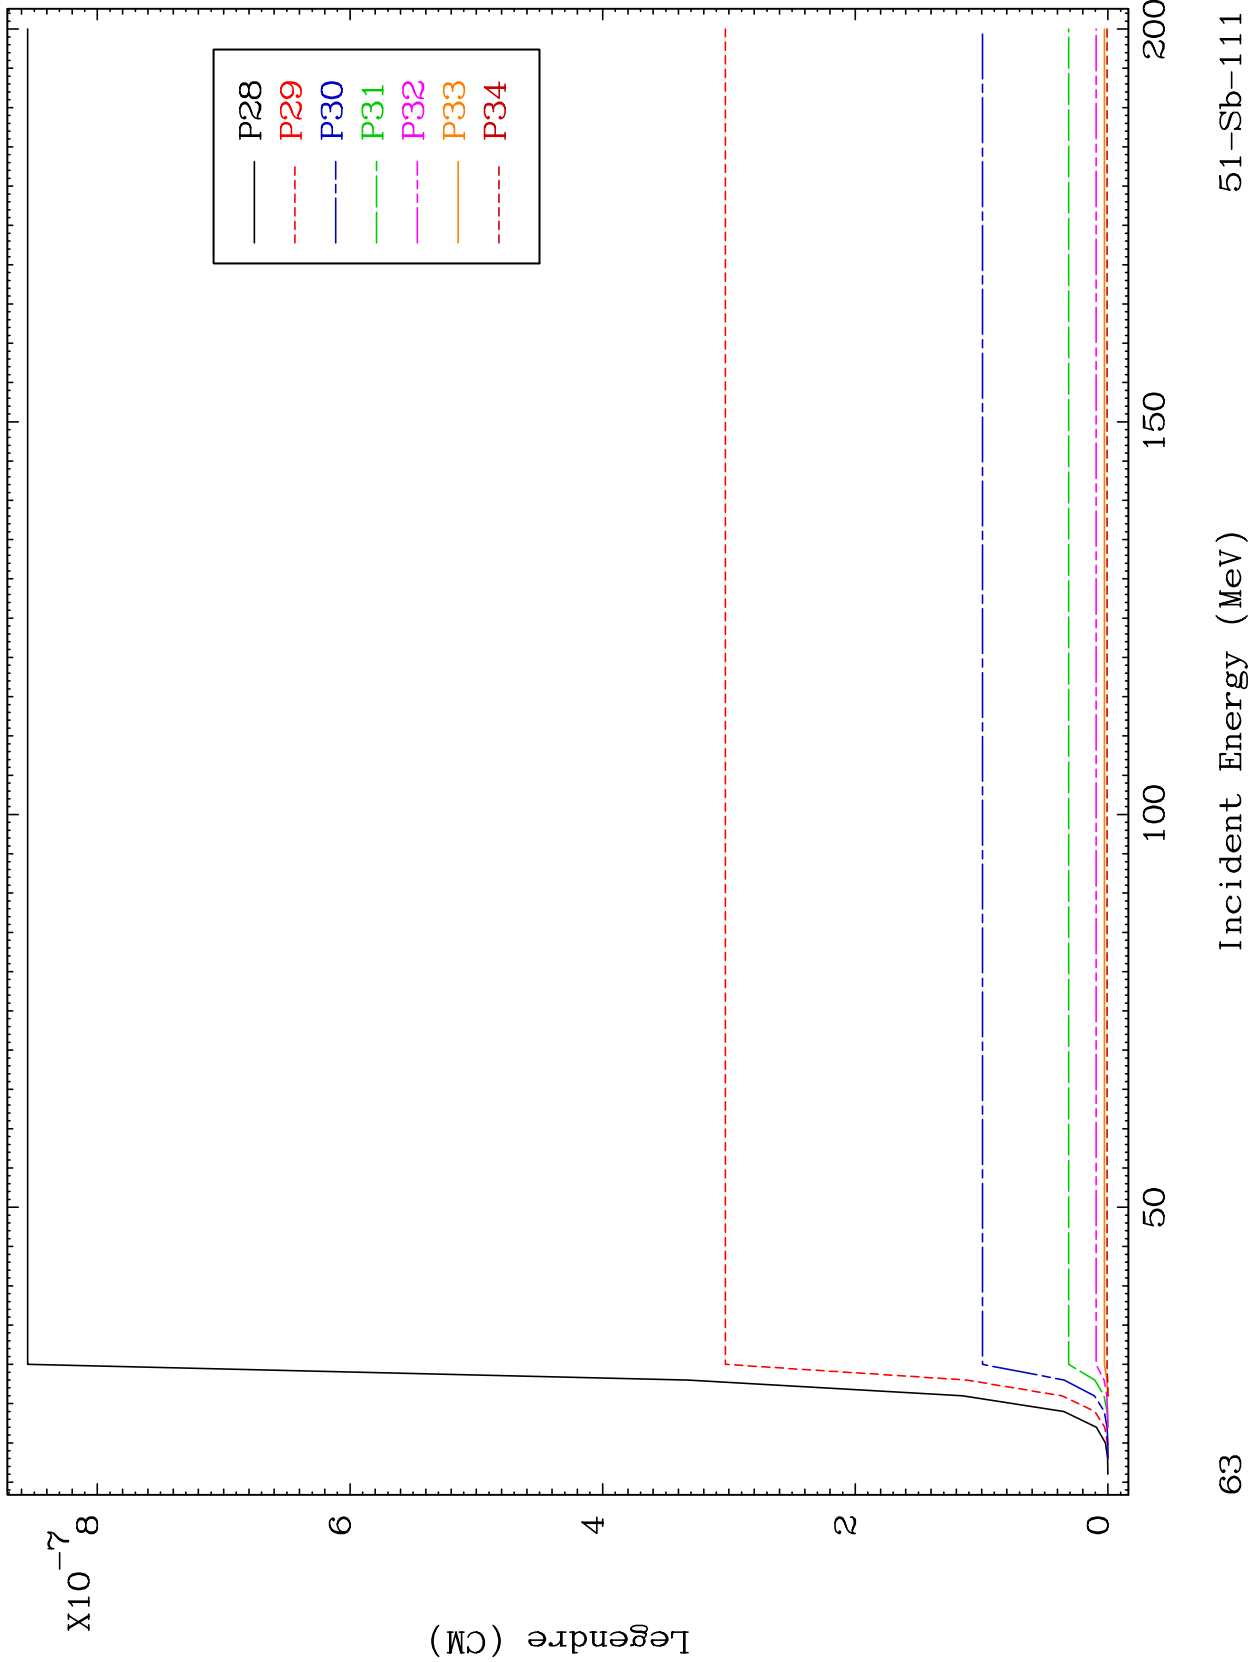 X10-7
8
6
4
2
0
Legendre (CM)
P28
P29
P30
P31
P32
P33
P34
50
100
150
200
Incident Energy (MeV)
63
51-Sb-111